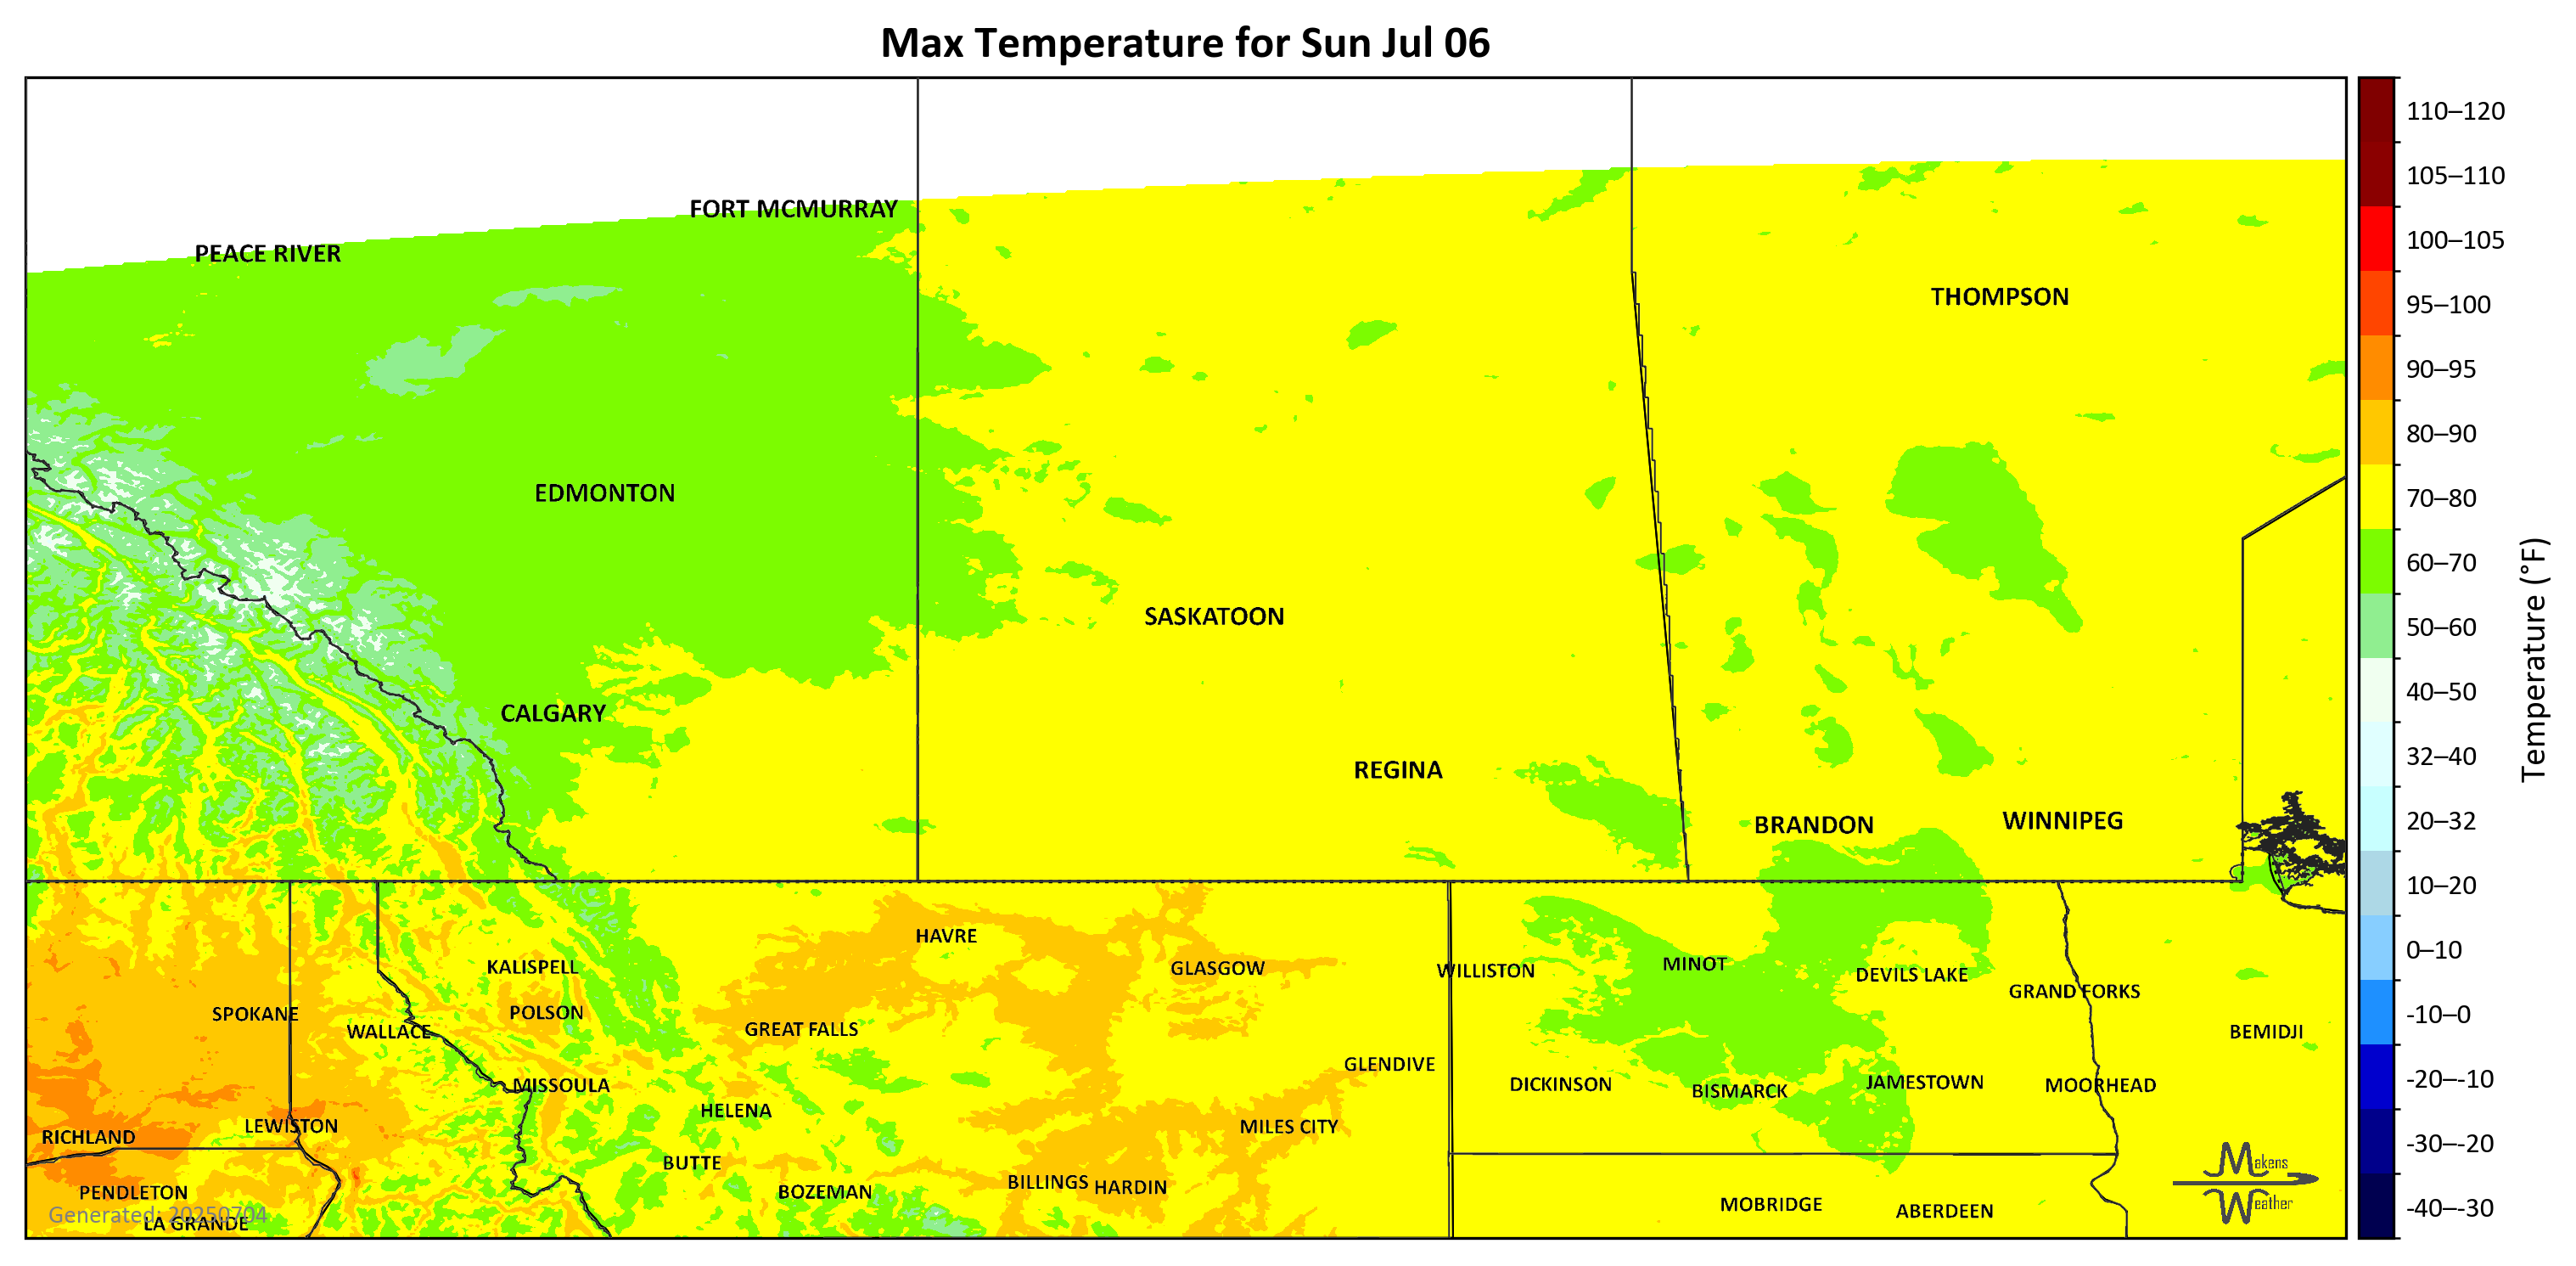 Max Temperature for Sun Jul 06
FORT MCMURRAY
PEACE RIVER
THOMPSON
EDMONTON
SASKATOON
CALGARY
REGINA
BRANDON
WINNIPEG
HAVRE
KALISPELL
GLASGOW
WILLISTON
MINOT
DEVILS LAKE
GRAND FORKS
SPOKANE
POLSON
WALLACE
GREAT FALLS
BEMIDJI
GLENDIVE
MISSOULA
DICKINSON
BISMARCK
JAMESTOWN
MOORHEAD
HELENA
LEWISTON
RICHLAND
MILES CITY
BUTTE
PENDLETON
BOZEMAN
BILLINGS
HARDIN
MOBRIDGE
ABERDEEN
Generated: 20250704
LA GRANDE
Makens
Weather
110–120
105–110
100–105
95–100
90–95
80–90
70–80
60–70
50–60
40–50
32–40
20–32
10–20
0–10
-10–0
-20–-10
-30–-20
-40–-30
Temperature (°F)